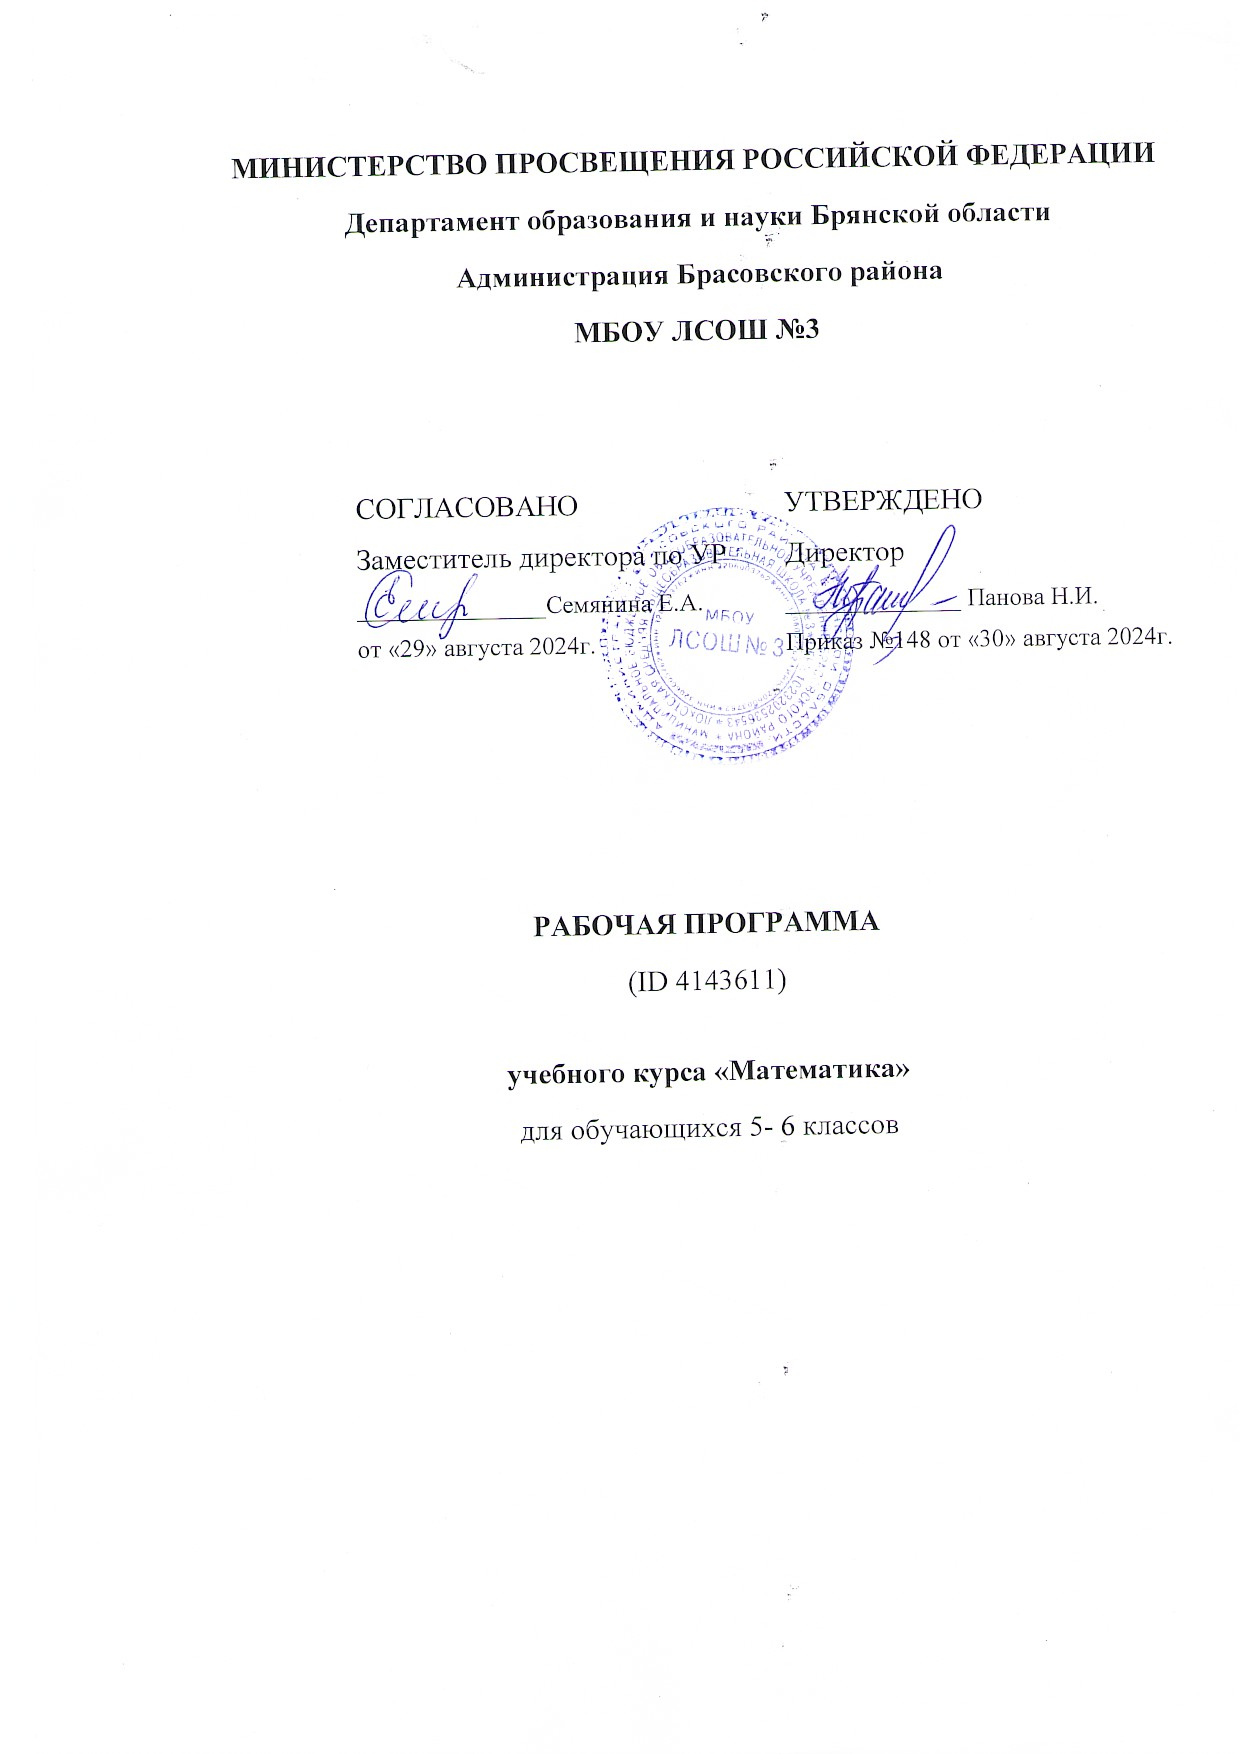 МИНИСТЕРСТВО ПРОСВЕЩЕНИЯ РОССИЙСКОЙ ФЕДЕРАЦИИ
Департамент образования и науки Брянской области
Администрация Брасовского района
МБОУ ЛСОШ №3
СОГЛАСОВАНО
Заместитель директора по УР
Семянина Е.А.
от «29» августа 2024г.
УТВЕРЖДЕНО
Директор
Панова Н.И.
Приказ №148 от «30» августа 2024г.
МБОУ
ЛСОШ № 3
РАБОЧАЯ ПРОГРАММА
(ID 4143611)
учебного курса «Математика»
для обучающихся 5- 6 классов